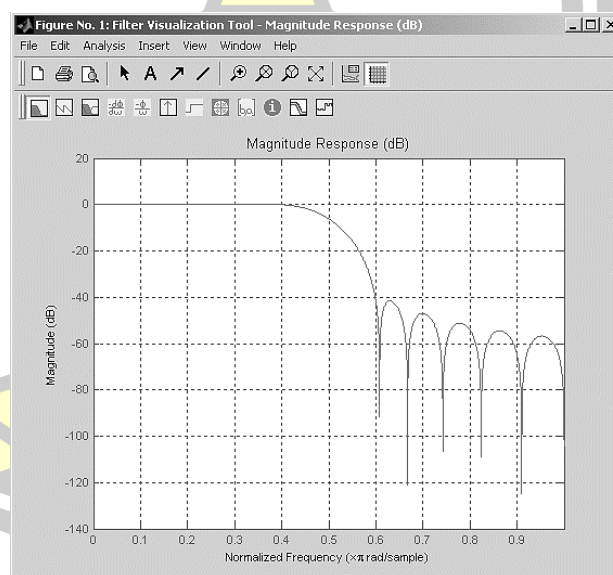 Figure No. 1: Filter Visualization Tool - Magnitude Response (dB)
File Edit Analysis Insert View Window Help
Magnitude Response (dB)
20
0
-20
-40
-60
-80
-100
-120
-140
Magnitude (dB)
0 0.1 0.2 0.3 0.4 0.5 0.6 0.7 0.8 0.9
Normalized Frequency (×π rad/sample)